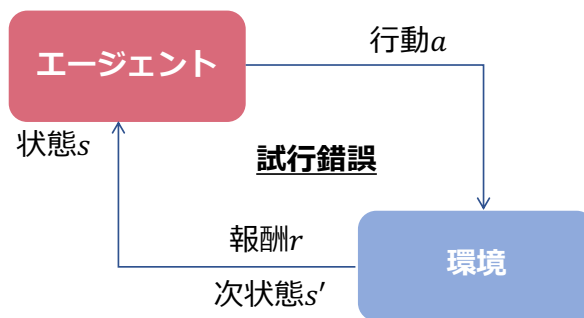 エージェント
行動a
状態s
試行錯誤
報酬r
次状態s′
環境